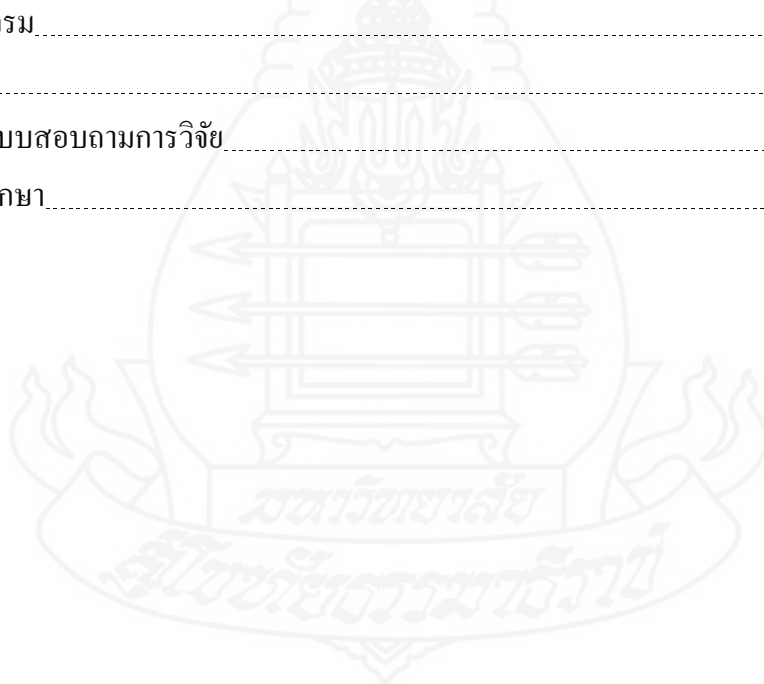 รรม
บบสอบถามการวิจัย
กษา
มหาวิทยาลัย
สุโขทัยธรรมาธิราช